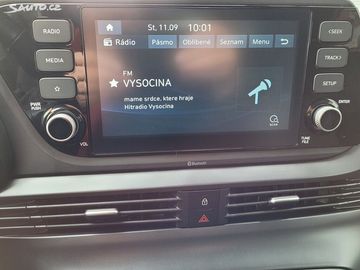 SAUTO.CZ
RADIO
MEDIA
☆
PWR
PUSH
VOL
St, 11.09 10:01
Rádio
Pásmo
Oblíbené
Seznam
Menu
FM
VYSOCINA
mame srdce, ktere hraje
Hitradio Vysocina
SCAN
Bluetooth
< SEEK
TRACK >
SETUP
ENTER
TUNE
FILE